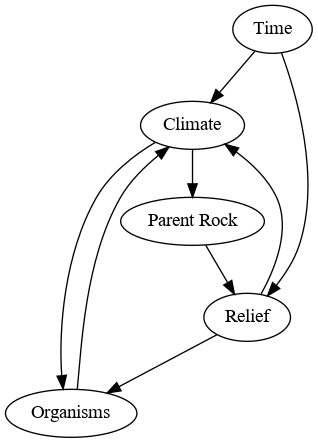 Time
Climate
Parent Rock
Relief
Organisms